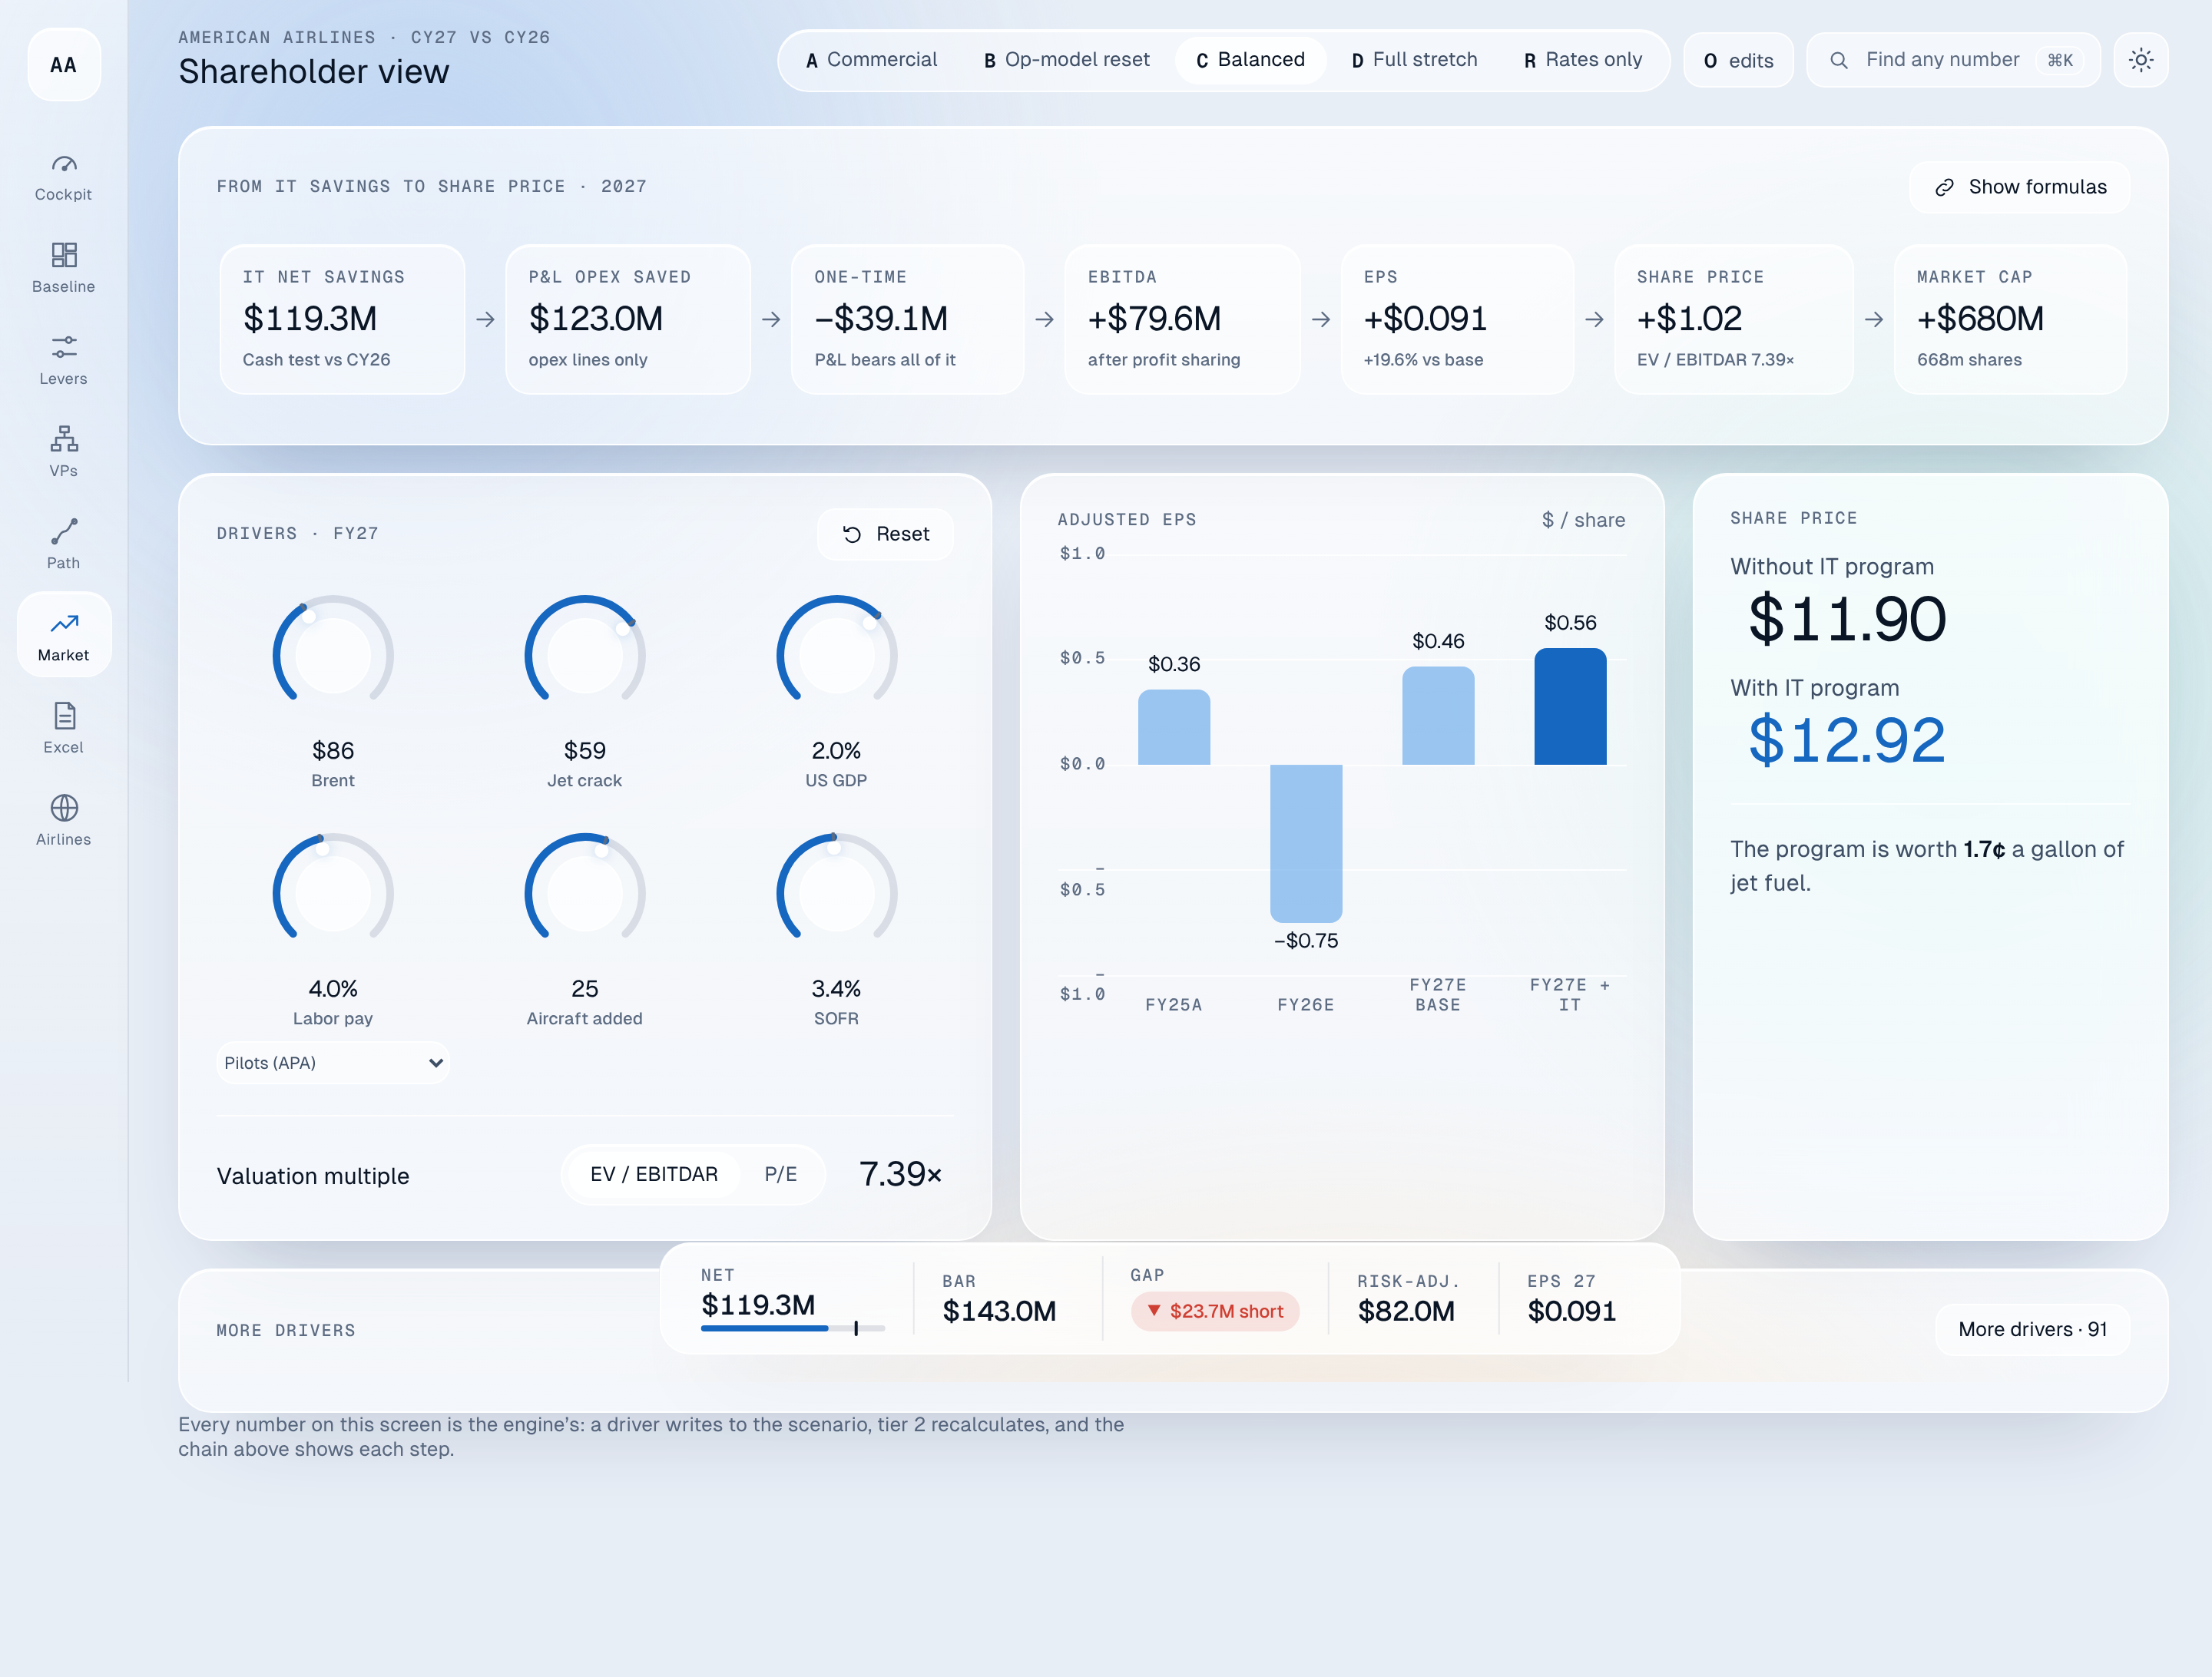 AA
AMERICAN AIRLINES · CY27 VS CY26
Shareholder view
A Commercial
B Op-model reset
C Balanced
D Full stretch
R Rates only
0 edits
Find any number ⌘K
Cockpit
Baseline
Levers
VPs
Path
Market
Excel
Airlines
FROM IT SAVINGS TO SHARE PRICE · 2027
Show formulas
IT NET SAVINGS
$119.3M
Cash test vs CY26
→
P&L OPEX SAVED
$123.0M
opex lines only
→
ONE-TIME
−$39.1M
P&L bears all of it
→
EBITDA
+$79.6M
after profit sharing
→
EPS
+$0.091
+19.6% vs base
→
SHARE PRICE
+$1.02
EV / EBITDAR 7.39×
→
MARKET CAP
+$680M
668m shares
DRIVERS · FY27
Reset
$86
Brent
$59
Jet crack
2.0%
US GDP
4.0%
Labor pay
25
Aircraft added
3.4%
SOFR
Pilots (APA)
Valuation multiple
EV / EBITDAR
P/E
7.39×
ADJUSTED EPS
$ / share
$1.0
$0.5
$0.0
−
$0.5
−
$1.0
$0.36
−$0.75
$0.46
$0.56
FY25A
FY26E
FY27E
BASE
FY27E +
IT
SHARE PRICE
Without IT program
$11.90
With IT program
$12.92
The program is worth 1.7¢ a gallon of
jet fuel.
NET
$119.3M
BAR
$143.0M
GAP
▼ $23.7M short
RISK-ADJ.
$82.0M
EPS 27
$0.091
MORE DRIVERS
More drivers · 91
Every number on this screen is the engine’s: a driver writes to the scenario, tier 2 recalculates, and the
chain above shows each step.